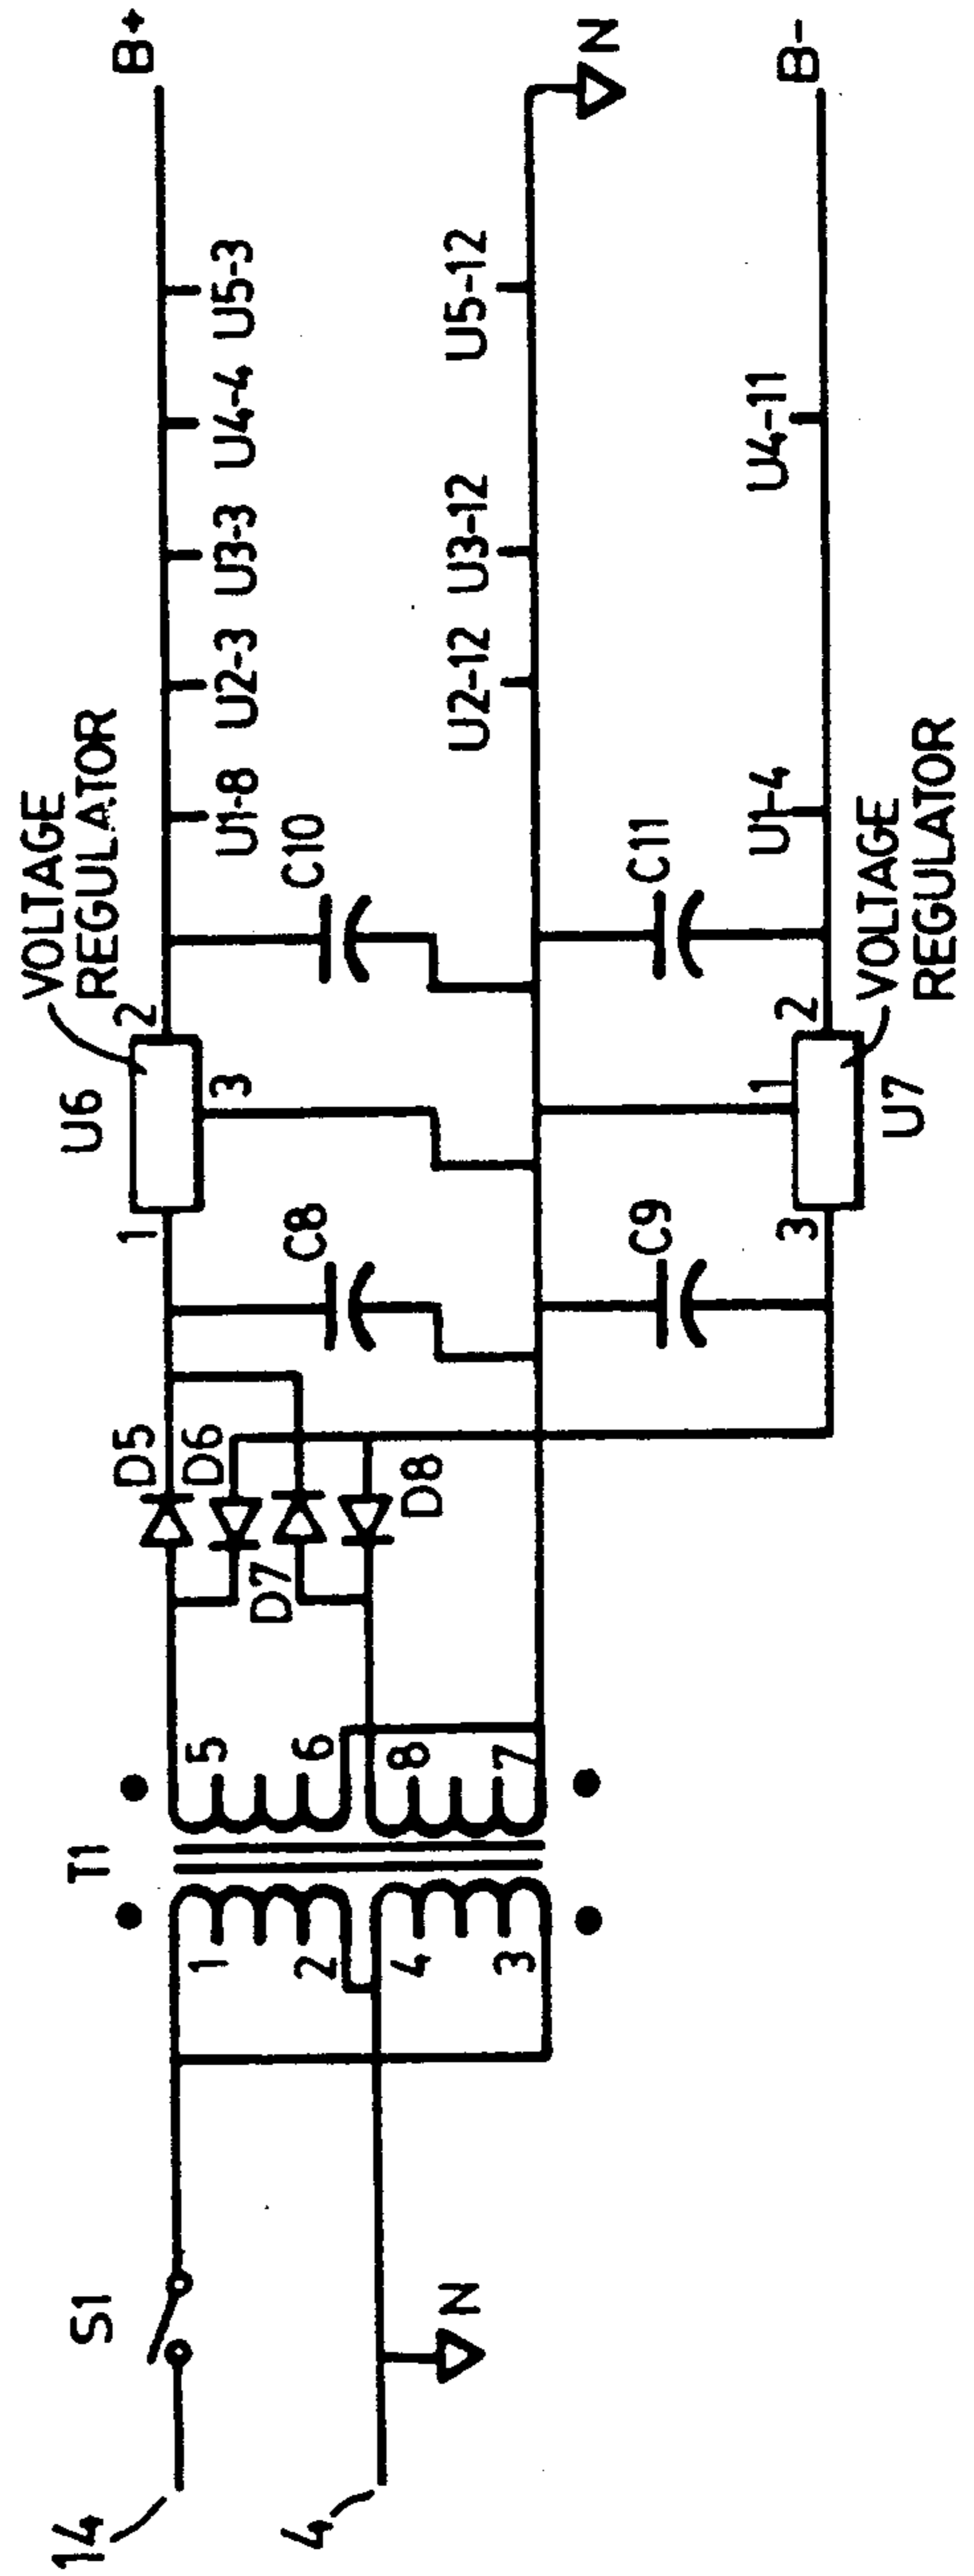 14
4
S1
N
T1
1
2
4
3
5
6
8
7
D5
D6
D7
D8
C8
C9
U6
1
2
3
VOLTAGE
REGULATOR
U7
3
1
2
VOLTAGE
REGULATOR
C10
C11
U1-8
U2-3
U3-3
U4-4
U5-3
B+
U2-12
U3-12
U5-12
N
U1-4
U4-11
B-